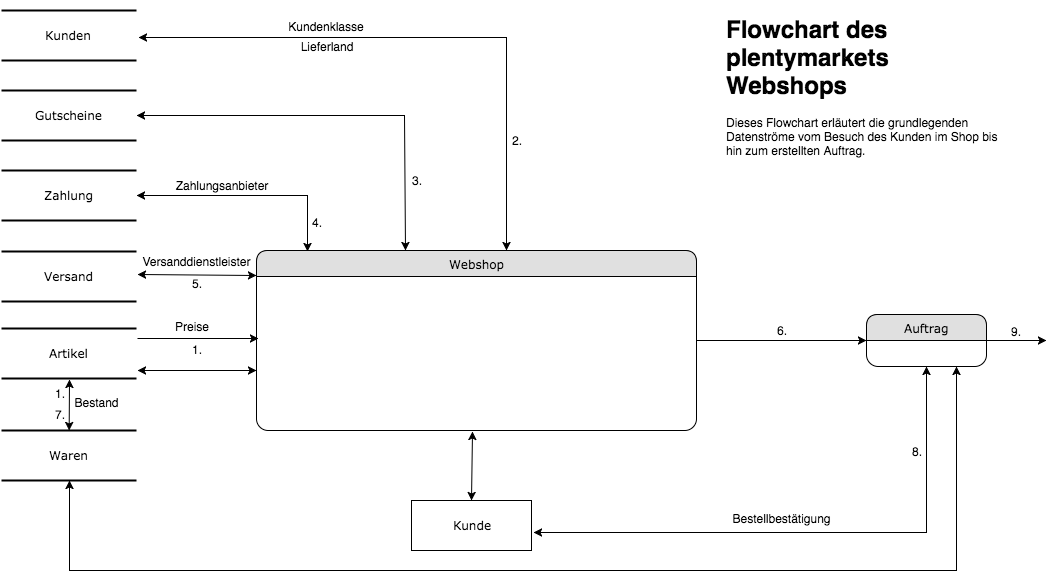 Flowchart des
plentymarkets
Webshops
Dieses Flowchart erläutert die grundlegenden
Datenströme vom Besuch des Kunden im Shop bis
hin zum erstellten Auftrag.
Kunden
Kundenklasse
Lieferland
2.
Gutscheine
3.
Zahlung
Zahlungsanbieter
4.
Versand
Versanddienstleister
5.
Webshop
Artikel
Preise
1.
6.
Auftrag
9.
1.
7.
Bestand
Waren
8.
Kunde
Bestellbestätigung